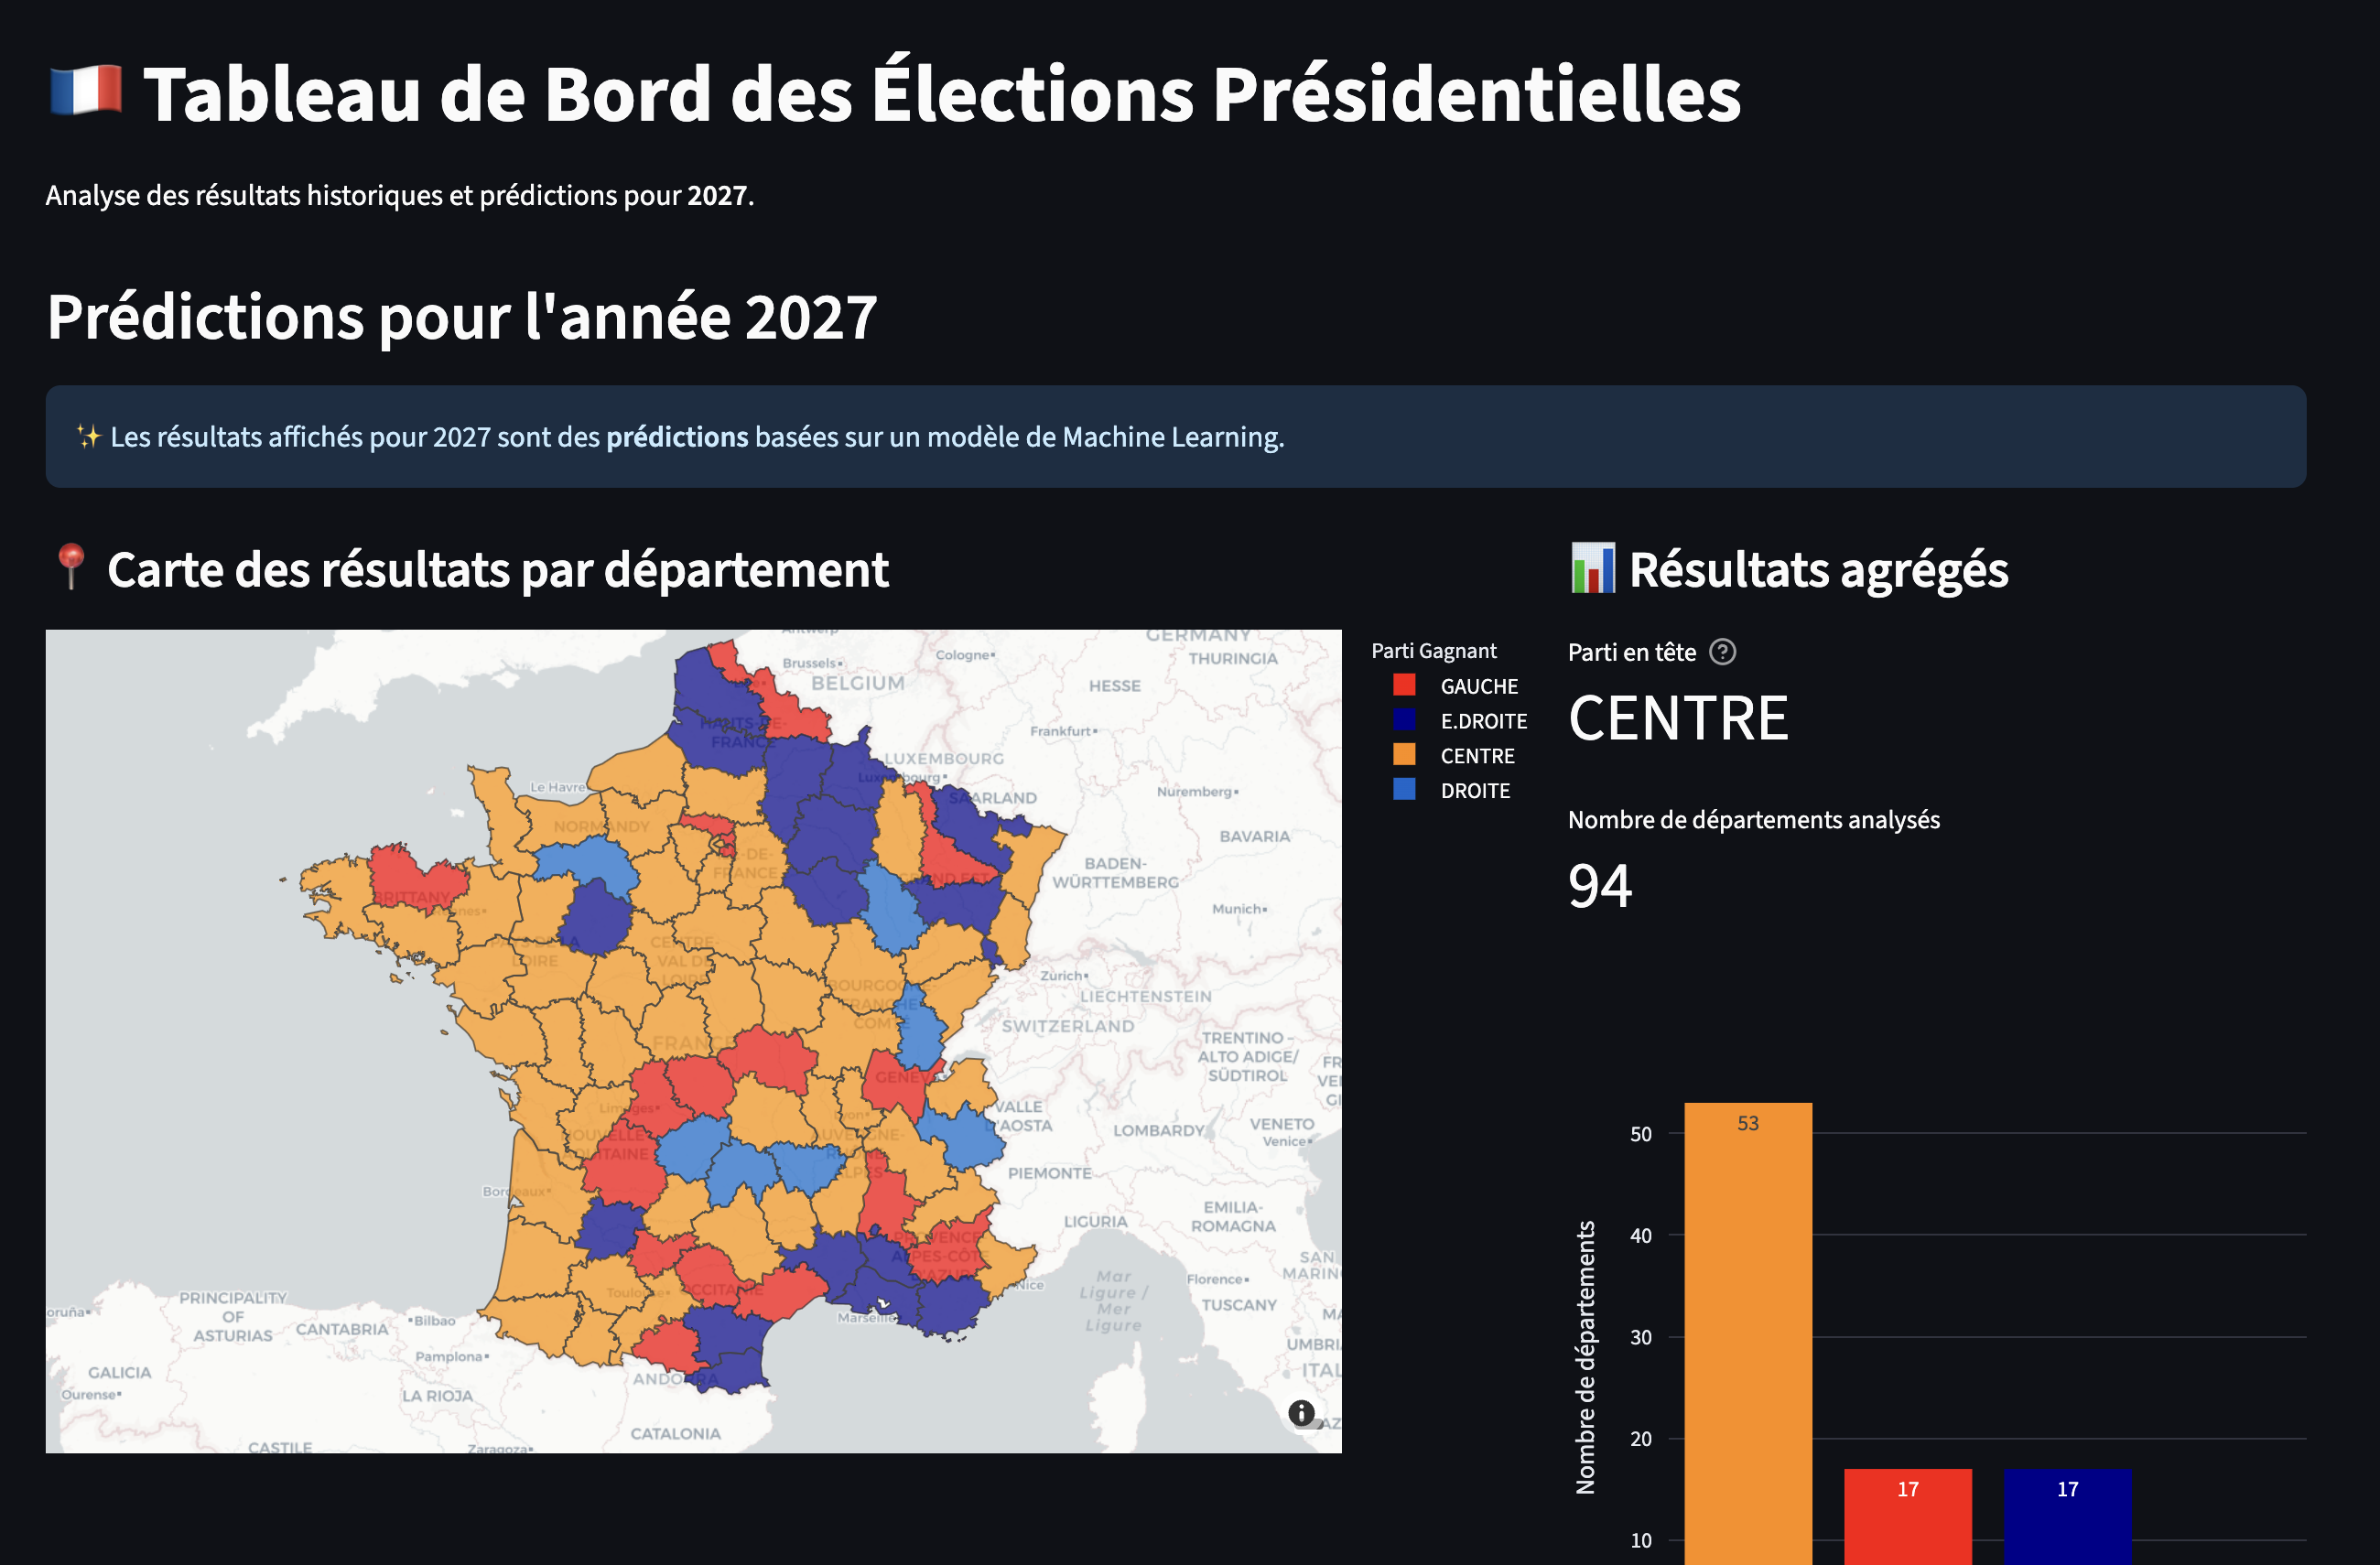 Tableau de Bord des Élections Présidentielles
Analyse des résultats historiques et prédictions pour 2027.
Prédictions pour l'année 2027
✨ Les résultats affichés pour 2027 sont des prédictions basées sur un modèle de Machine Learning.
Carte des résultats par département
Antwerp
GERMANY
Brussels
Cologne
THURINGIA
BELGIUM
HESSE
HAUTS-DE-
FRANCE
Frankfurt
LUXEMBOURG
Luxembourg
SAARLAND
Le Havre
Nuremberg
NORMANDY
BAVARIA
DE-
FRANCE
BADEN-
WÜRTTEMBERG
GRAND EST
BRITTANY
Rennes
Munich
PAYS DE LA
LOIRE
CENTRE-
VAL DE
LOIRE
Zürich
BOURGOGNE-
FRANCHE-
COMTÉ
LIECHTENSTEIN
SWITZERLAND
FRANCE
TRENTINO –
ALTO ADIGE/
SÜDTIROL
GENEV
Limoges
Lyon
VALLE
D'AOSTA
LOMBARDY
VENETO
Venice
NOUVELLE-
AQUITAINE
AUVERGNE-
RHÔNE-
ALPES
PIEMONTE
Bordeaux
EMILIA-
ROMAGNA
LIGURIA
PROVENCE-
ALPES-CÔTE
D'AZUR
SAN
MARIN
Nice
Mar
Ligure /
Mer
Ligure
Florence
TUSCANY
Toulouse
OCCITANIE
Marseille
oruña
PRINCIPALITY
OF
ASTURIAS
CANTABRIA
Bilbao
UMBRI
Pamplona
ITAL
GALICIA
ANDORRA
Ourense
LA RIOJA
CATALONIA
CASTILE
Zaragoza
Parti Gagnant
GAUCHE
E.DROITE
CENTRE
DROITE
Résultats agrégés
Parti en tête ?
CENTRE
Nombre de départements analysés
94
Nombre de départements
50
40
30
20
10
53
17
17